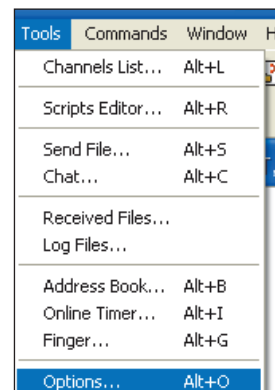 Tools Commands Window H
Channels List... Alt+L
Scripts Editor... Alt+R
Send File... Alt+S
Chat... Alt+C
Received Files...
Log Files...
Address Book... Alt+B
Online Timer... Alt+I
Finger... Alt+G
Options... Alt+O